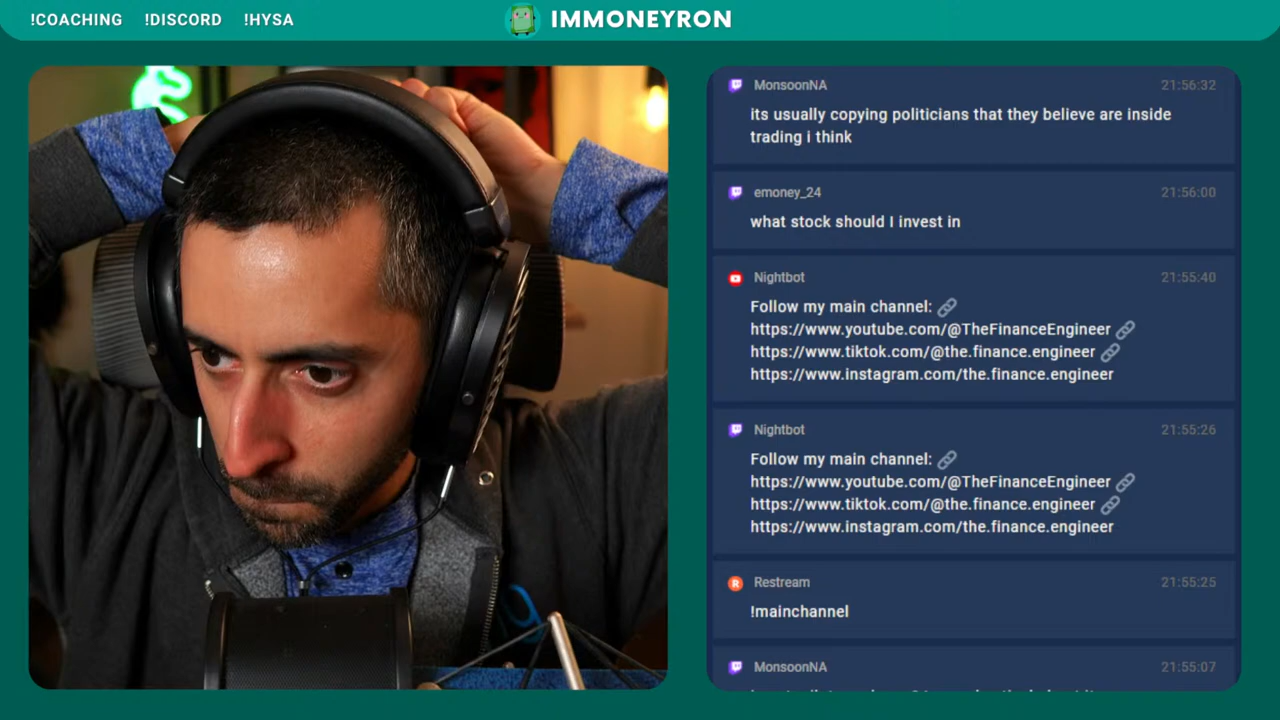 !COACHING !DISCORD !HYSA
IMMONEYRON
MonsoonNA 21:56:32
its usually copying politicians that they believe are inside
trading i think
emoney_24 21:56:00
what stock should I invest in
Nightbot 21:55:40
Follow my main channel:
https://www.youtube.com/@TheFinanceEngineer
https://www.tiktok.com/@the.finance.engineer
https://www.instagram.com/the.finance.engineer
Nightbot 21:55:26
Follow my main channel:
https://www.youtube.com/@TheFinanceEngineer
https://www.tiktok.com/@the.finance.engineer
https://www.instagram.com/the.finance.engineer
R Restream 21:55:25
!mainchannel
MonsoonNA 21:55:07